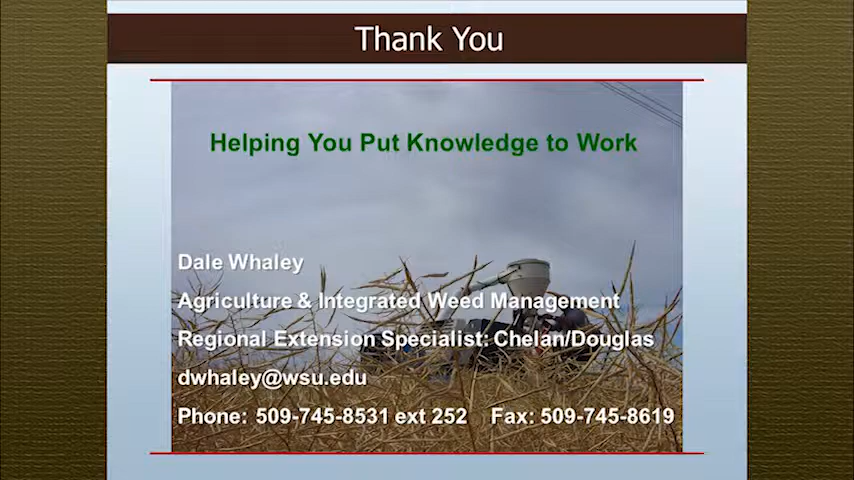 Thank You
Helping You Put Knowledge to Work
Dale Whaley
Agriculture & Integrated Weed Management
Regional Extension Specialist: Chelan/Douglas
dwhaley@wsu.edu
Phone: 509-745-8531 ext 252 Fax: 509-745-8619